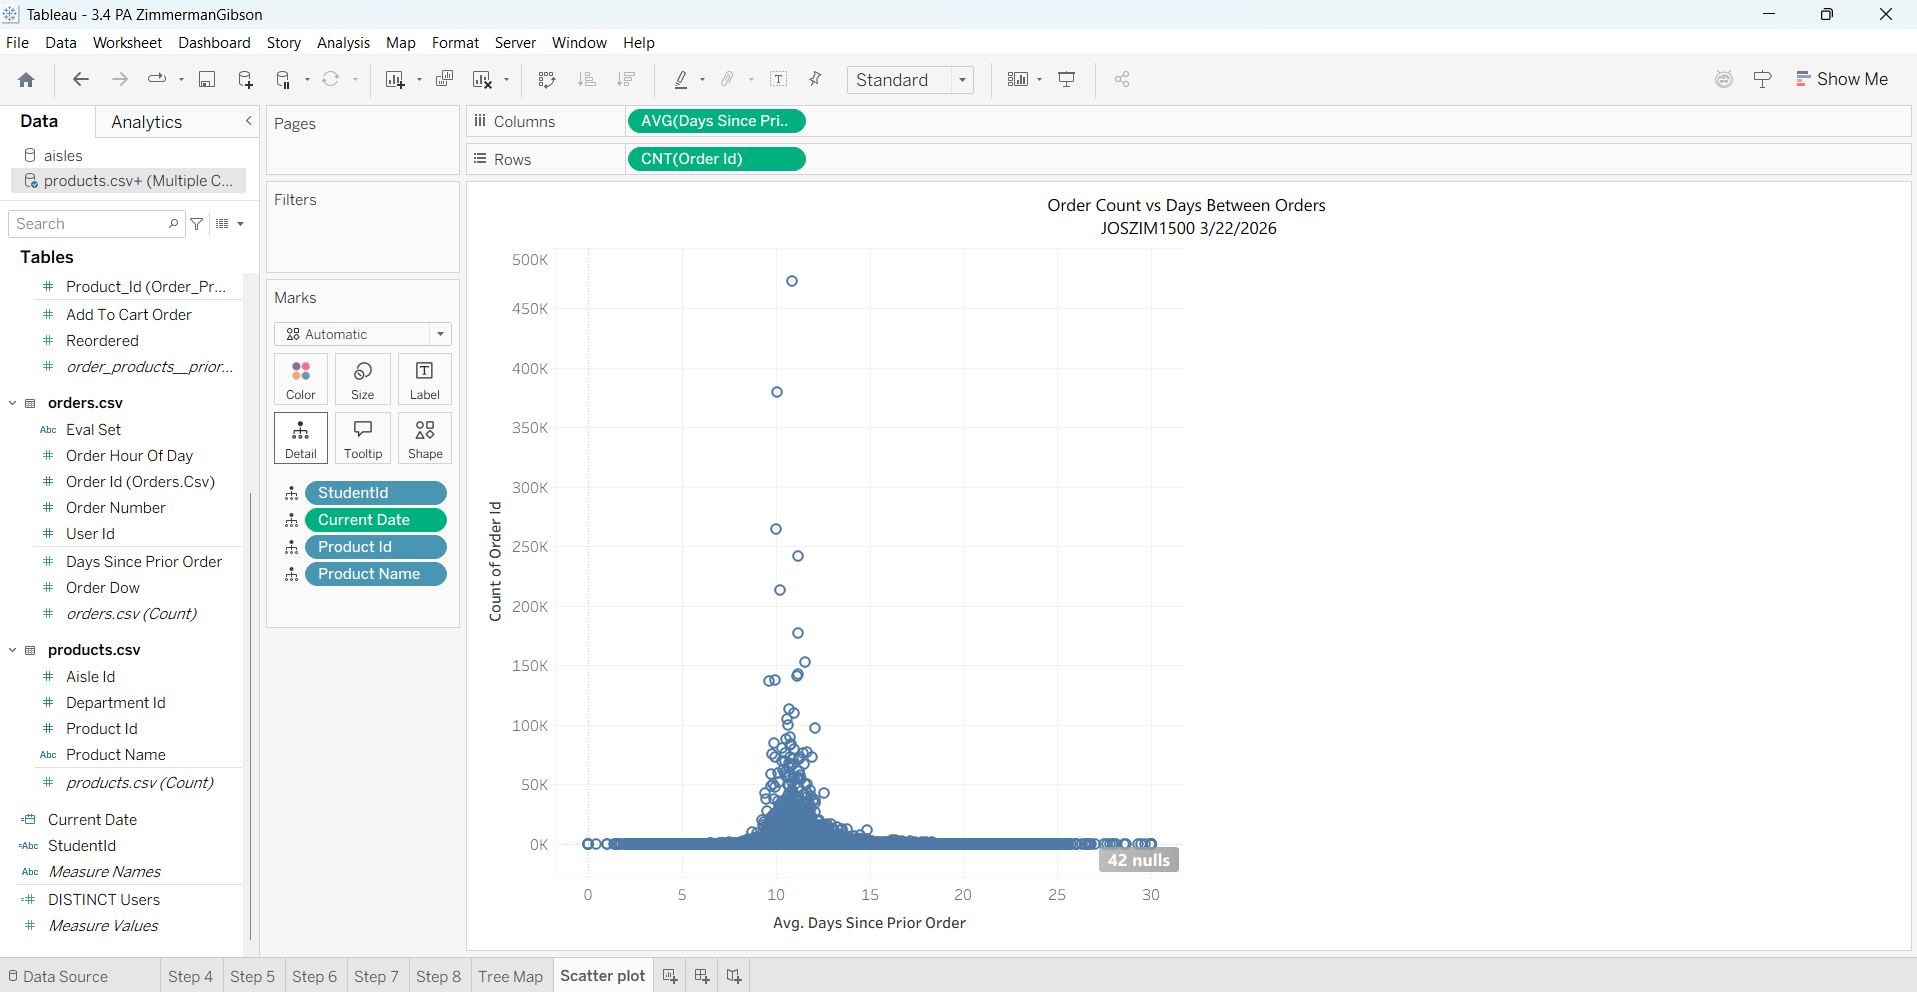 Tableau - 3.4 PA ZimmermanGibson
File Data Worksheet Dashboard Story Analysis Map Format Server Window Help
Standard
Show Me
Data
Analytics
aisles
products.csv+ (Multiple C...
Search
Tables
Product_Id (Order_Pr...
Add To Cart Order
Reordered
order_products__prior...
orders.csv
Abc Eval Set
Order Hour Of Day
Order Id (Orders.Csv)
Order Number
User Id
Days Since Prior Order
Order Dow
orders.csv (Count)
products.csv
Aisle Id
Department Id
Product Id
Abc Product Name
products.csv (Count)
Current Date
=Abc StudentId
Abc Measure Names
DISTINCT Users
Measure Values
Pages
Filters
Marks
Automatic
Color Size Label
Detail Tooltip Shape
StudentId
Current Date
Product Id
Product Name
Columns
AVG(Days Since Pri..
Rows
CNT(Order Id)
Order Count vs Days Between Orders
JOSZIM1500 3/22/2026
Count of Order Id
500K
450K
400K
350K
300K
250K
200K
150K
100K
50K
0K
42 nulls
0 5 10 15 20 25 30
Avg. Days Since Prior Order
Data Source Step 4 Step 5 Step 6 Step 7 Step 8 Tree Map Scatter plot